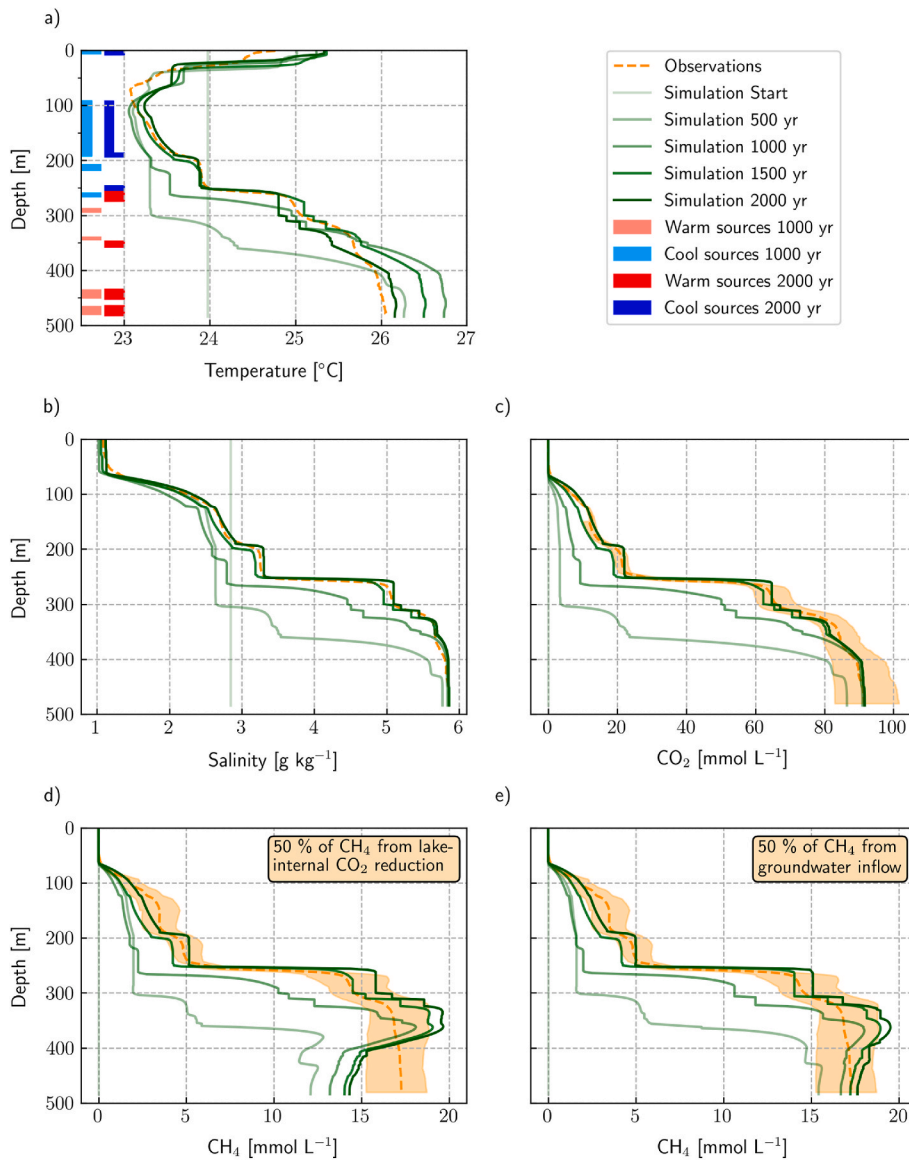 a)
0
100
200
300
400
500
Depth [m]
23
24
25
26
27
Temperature [°C]
Observations
Simulation Start
Simulation 500 yr
Simulation 1000 yr
Simulation 1500 yr
Simulation 2000 yr
Warm sources 1000 yr
Cool sources 1000 yr
Warm sources 2000 yr
Cool sources 2000 yr
b)
0
100
200
300
400
500
Depth [m]
1
2
3
4
5
6
Salinity [g kg⁻¹]
c)
0
20
40
60
80
100
CO₂ [mmol L⁻¹]
d)
0
100
200
300
400
500
Depth [m]
50 % of CH₄ from lake-
internal CO₂ reduction
0
5
10
15
20
CH₄ [mmol L⁻¹]
e)
50 % of CH₄ from
groundwater inflow
0
5
10
15
20
CH₄ [mmol L⁻¹]